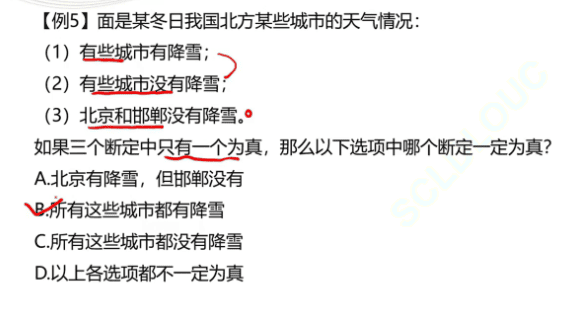 【例5】面是某冬日我国北方某些城市的天气情况：
（1）有些城市有降雪；
（2）有些城市没有降雪；
（3）北京和邯郸没有降雪。
如果三个断定中只有一个为真，那么以下选项中哪个断定一定为真？
A.北京有降雪，但邯郸没有
B.所有这些城市都有降雪
C.所有这些城市都没有降雪
D.以上各选项都不一定为真